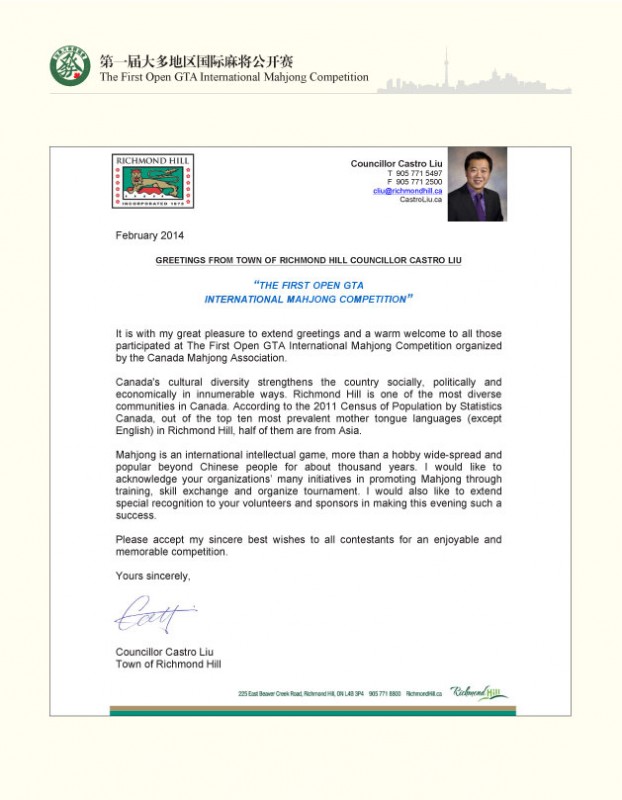 第一届大多地区国际麻将公开赛
The First Open GTA International Mahjong Competition
RICHMOND HILL
INCORPORATED 1873
Councillor Castro Liu
T 905 771 5497
F 905 771 2500
cliu@richmondhill.ca
CastroLiu.ca
February 2014
GREETINGS FROM TOWN OF RICHMOND HILL COUNCILLOR CASTRO LIU
“THE FIRST OPEN GTA
INTERNATIONAL MAHJONG COMPETITION”
It is with my great pleasure to extend greetings and a warm welcome to all those
participated at The First Open GTA International Mahjong Competition organized
by the Canada Mahjong Association.
Canada's cultural diversity strengthens the country socially, politically and
economically in innumerable ways. Richmond Hill is one of the most diverse
communities in Canada. According to the 2011 Census of Population by Statistics
Canada, out of the top ten most prevalent mother tongue languages (except
English) in Richmond Hill, half of them are from Asia.
Mahjong is an international intellectual game, more than a hobby wide-spread and
popular beyond Chinese people for about thousand years. I would like to
acknowledge your organizations' many initiatives in promoting Mahjong through
training, skill exchange and organize tournament. I would also like to extend
special recognition to your volunteers and sponsors in making this evening such a
success.
Please accept my sincere best wishes to all contestants for an enjoyable and
memorable competition.
Yours sincerely,
Councillor Castro Liu
Town of Richmond Hill
225 East Beaver Creek Road, Richmond Hill, ON L4B 3P4 905 771 8800 RichmondHill.ca
Richmond Hill